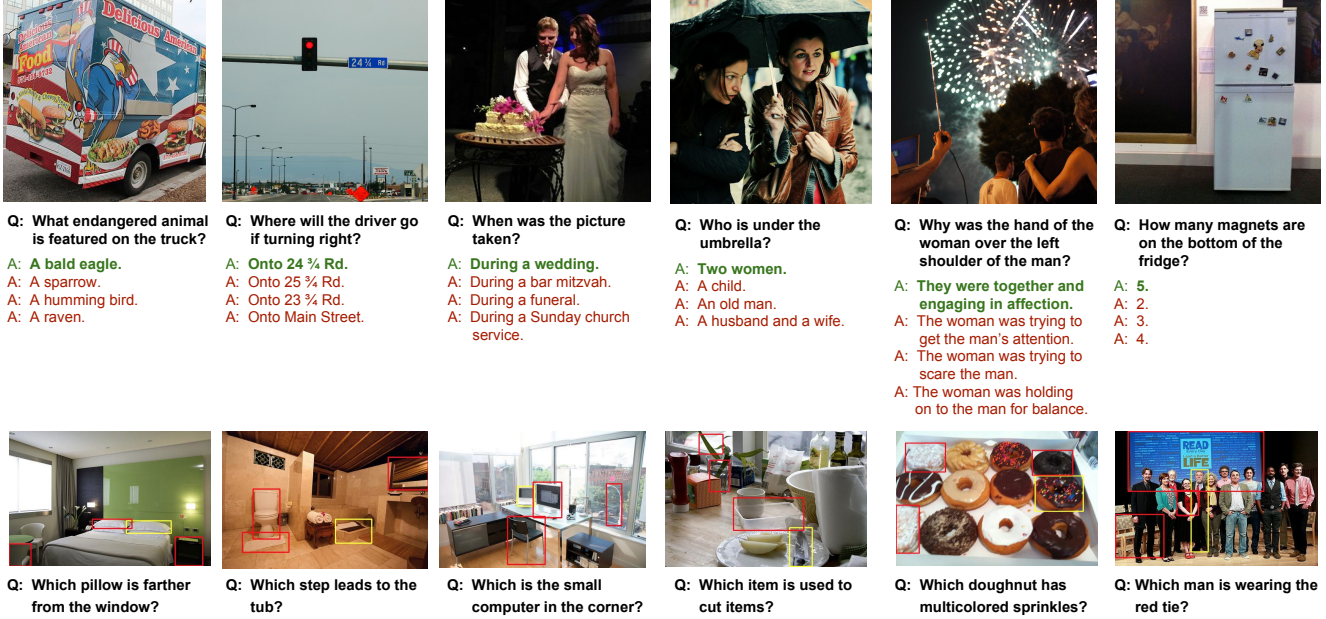 Delicious American
Delicious
American
Food
24 ¾ Rd
Q: What endangered animal
is featured on the truck?
A: A bald eagle.
A: A sparrow.
A: A humming bird.
A: A raven.
Q: Where will the driver go
if turning right?
A: Onto 24 ¾ Rd.
A: Onto 25 ¾ Rd.
A: Onto 23 ¾ Rd.
A: Onto Main Street.
Q: When was the picture
taken?
A: During a wedding.
A: During a bar mitzvah.
A: During a funeral.
A: During a Sunday church
service.
Q: Who is under the
umbrella?
A: Two women.
A: A child.
A: An old man.
A: A husband and a wife.
Q: Why was the hand of the
woman over the left
shoulder of the man?
A: They were together and
engaging in affection.
A: The woman was trying to
get the man’s attention.
A: The woman was trying to
scare the man.
A: The woman was holding
on to the man for balance.
Q: How many magnets are
on the bottom of the
fridge?
A: 5.
A: 2.
A: 3.
A: 4.
READ
LIFE
Q: Which pillow is farther
from the window?
Q: Which step leads to the
tub?
Q: Which is the small
computer in the corner?
Q: Which item is used to
cut items?
Q: Which doughnut has
multicolored sprinkles?
Q: Which man is wearing the
red tie?